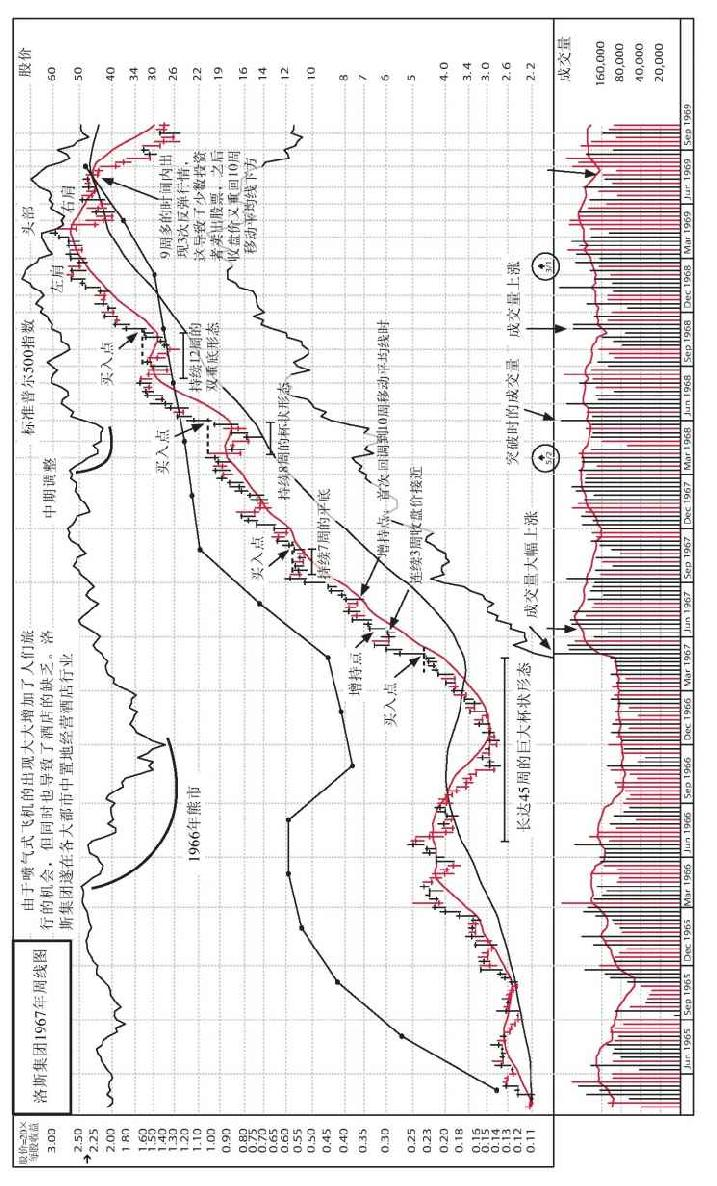 洛斯集团1967年周线图
由于喷气式飞机的出现大大增加了人们旅
行的机会，但同时也导致了酒店的缺乏。洛
斯集团遂在各大都市中置地经营酒店行业
股价=20×
每股收益
3.00
2.50
2.25
2.00
1.80
1.60
1.50
1.40
1.30
1.20
1.10
1.00
0.90
0.80
0.75
0.70
0.65
0.60
0.55
0.50
0.45
0.40
0.35
0.30
0.25
0.23
0.20
0.18
0.16
0.15
0.14
0.13
0.12
0.11
1966年熊市
中期调整
标准普尔500指数
左肩
头部
右肩
股价
60
50
40
34
30
26
22
19
16
14
12
10
8
7
6
5
4.0
3.4
3.0
2.6
2.2
9周多的时间内出
现3次反弹行情，
这导致了少数投资
者卖出股票，之后
收盘价又重回10周
移动平均线下方
买入点
持续12周的
双重底形态
买入点
持续8周的杯状形态
买入点
持续7周的平底
增持点，首次回调到10周移动平均线时
增持点
连续3周收盘价接近
买入点
长达45周的巨大杯状形态
成交量大幅上涨
突破时的成交量
成交量上涨
5/2
3/1
成交量
160,000
80,000
40,000
20,000
Jun 1965
Sep 1965
Dec 1965
Mar 1966
Jun 1966
Sep 1966
Dec 1966
Mar 1967
Jun 1967
Sep 1967
Dec 1967
Mar 1968
Jun 1968
Sep 1968
Dec 1968
Mar 1969
Jun 1969
Sep 1969